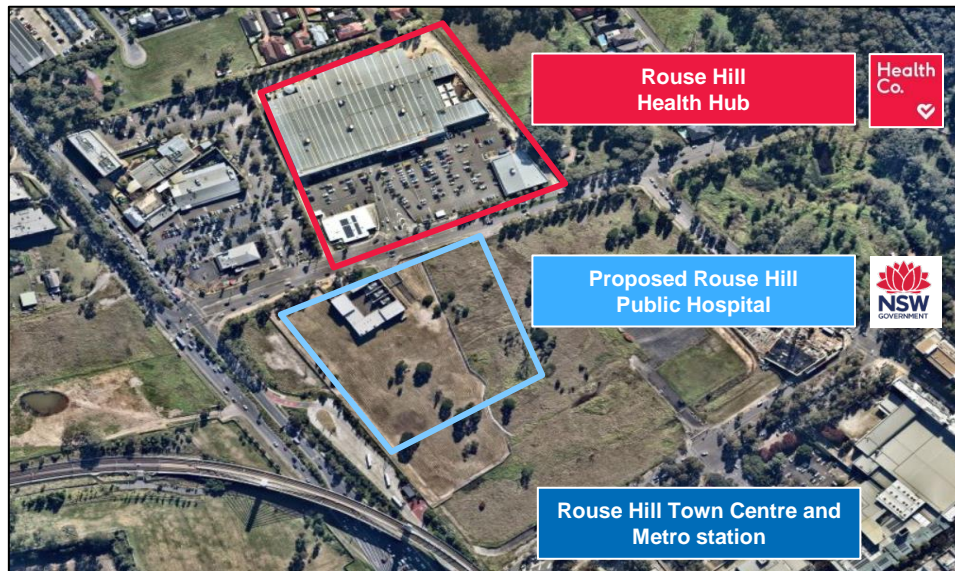 Rouse Hill
Health Hub
Health
Co.
Proposed Rouse Hill
Public Hospital
NSW
GOVERNMENT
Rouse Hill Town Centre and
Metro station